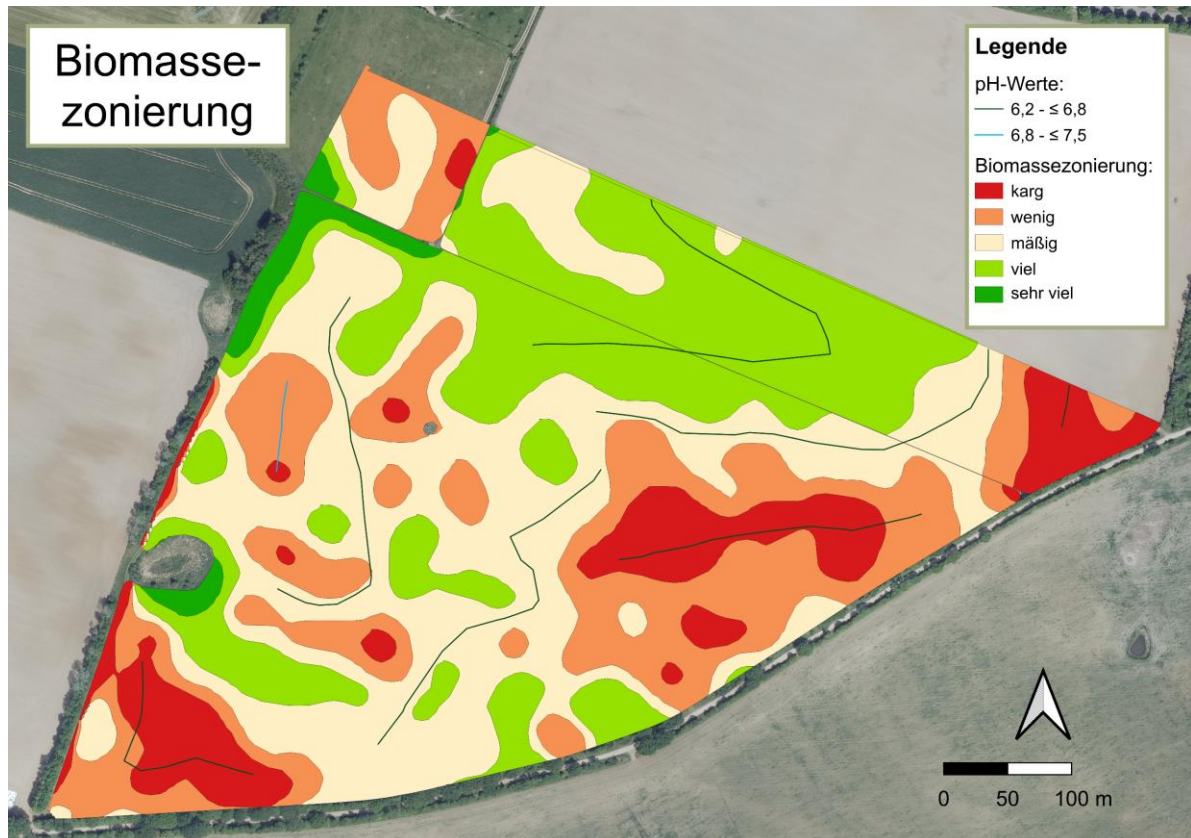 Biomasse-
zonierung
Legende
pH-Werte:
6,2 - ≤ 6,8
6,8 - ≤ 7,5
Biomassezonierung:
karg
wenig
mäßig
viel
sehr viel
0 50 100 m